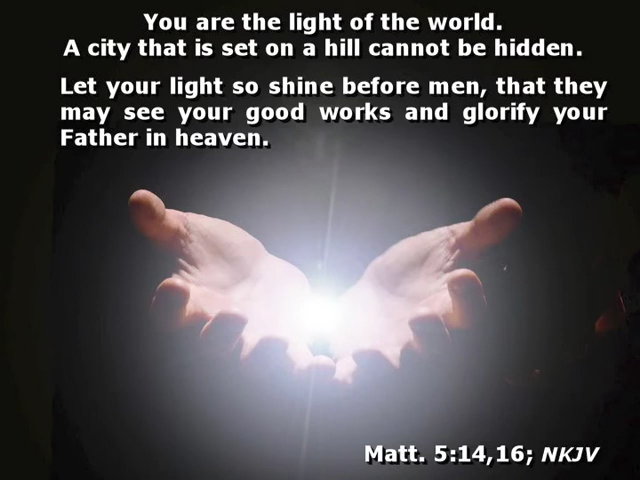 You are the light of the world.
A city that is set on a hill cannot be hidden.
Let your light so shine before men, that they
may see your good works and glorify your
Father in heaven.
Matt. 5:14,16; NKJV